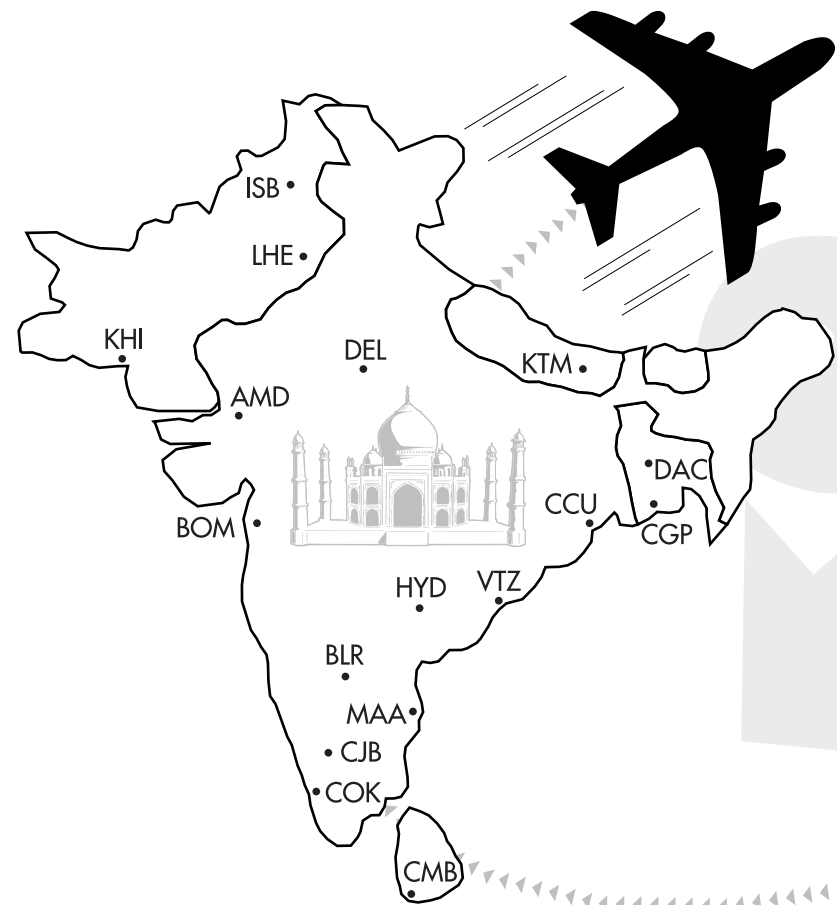 ISB
LHE
KHI
DEL
KTM
AMD
DAC
CCU
BOM
CGP
HYD
VTZ
BLR
MAA
CJB
COK
CMB